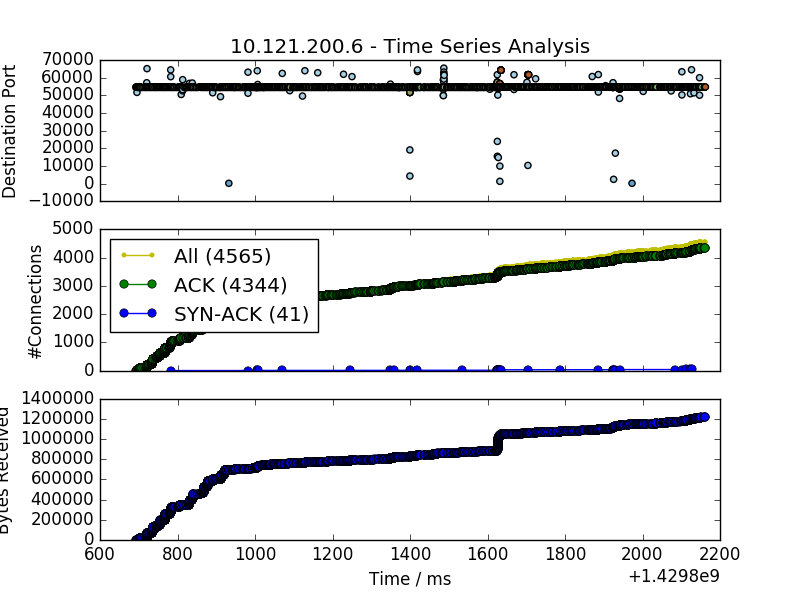 10.121.200.6 - Time Series Analysis
Destination Port
70000
60000
50000
40000
30000
20000
10000
0
−10000
#Connections
5000
4000
3000
2000
1000
0
All (4565)
ACK (4344)
SYN-ACK (41)
Bytes Received
1400000
1200000
1000000
800000
600000
400000
200000
0
600 800 1000 1200 1400 1600 1800 2000 2200
Time / ms
+1.4298e9